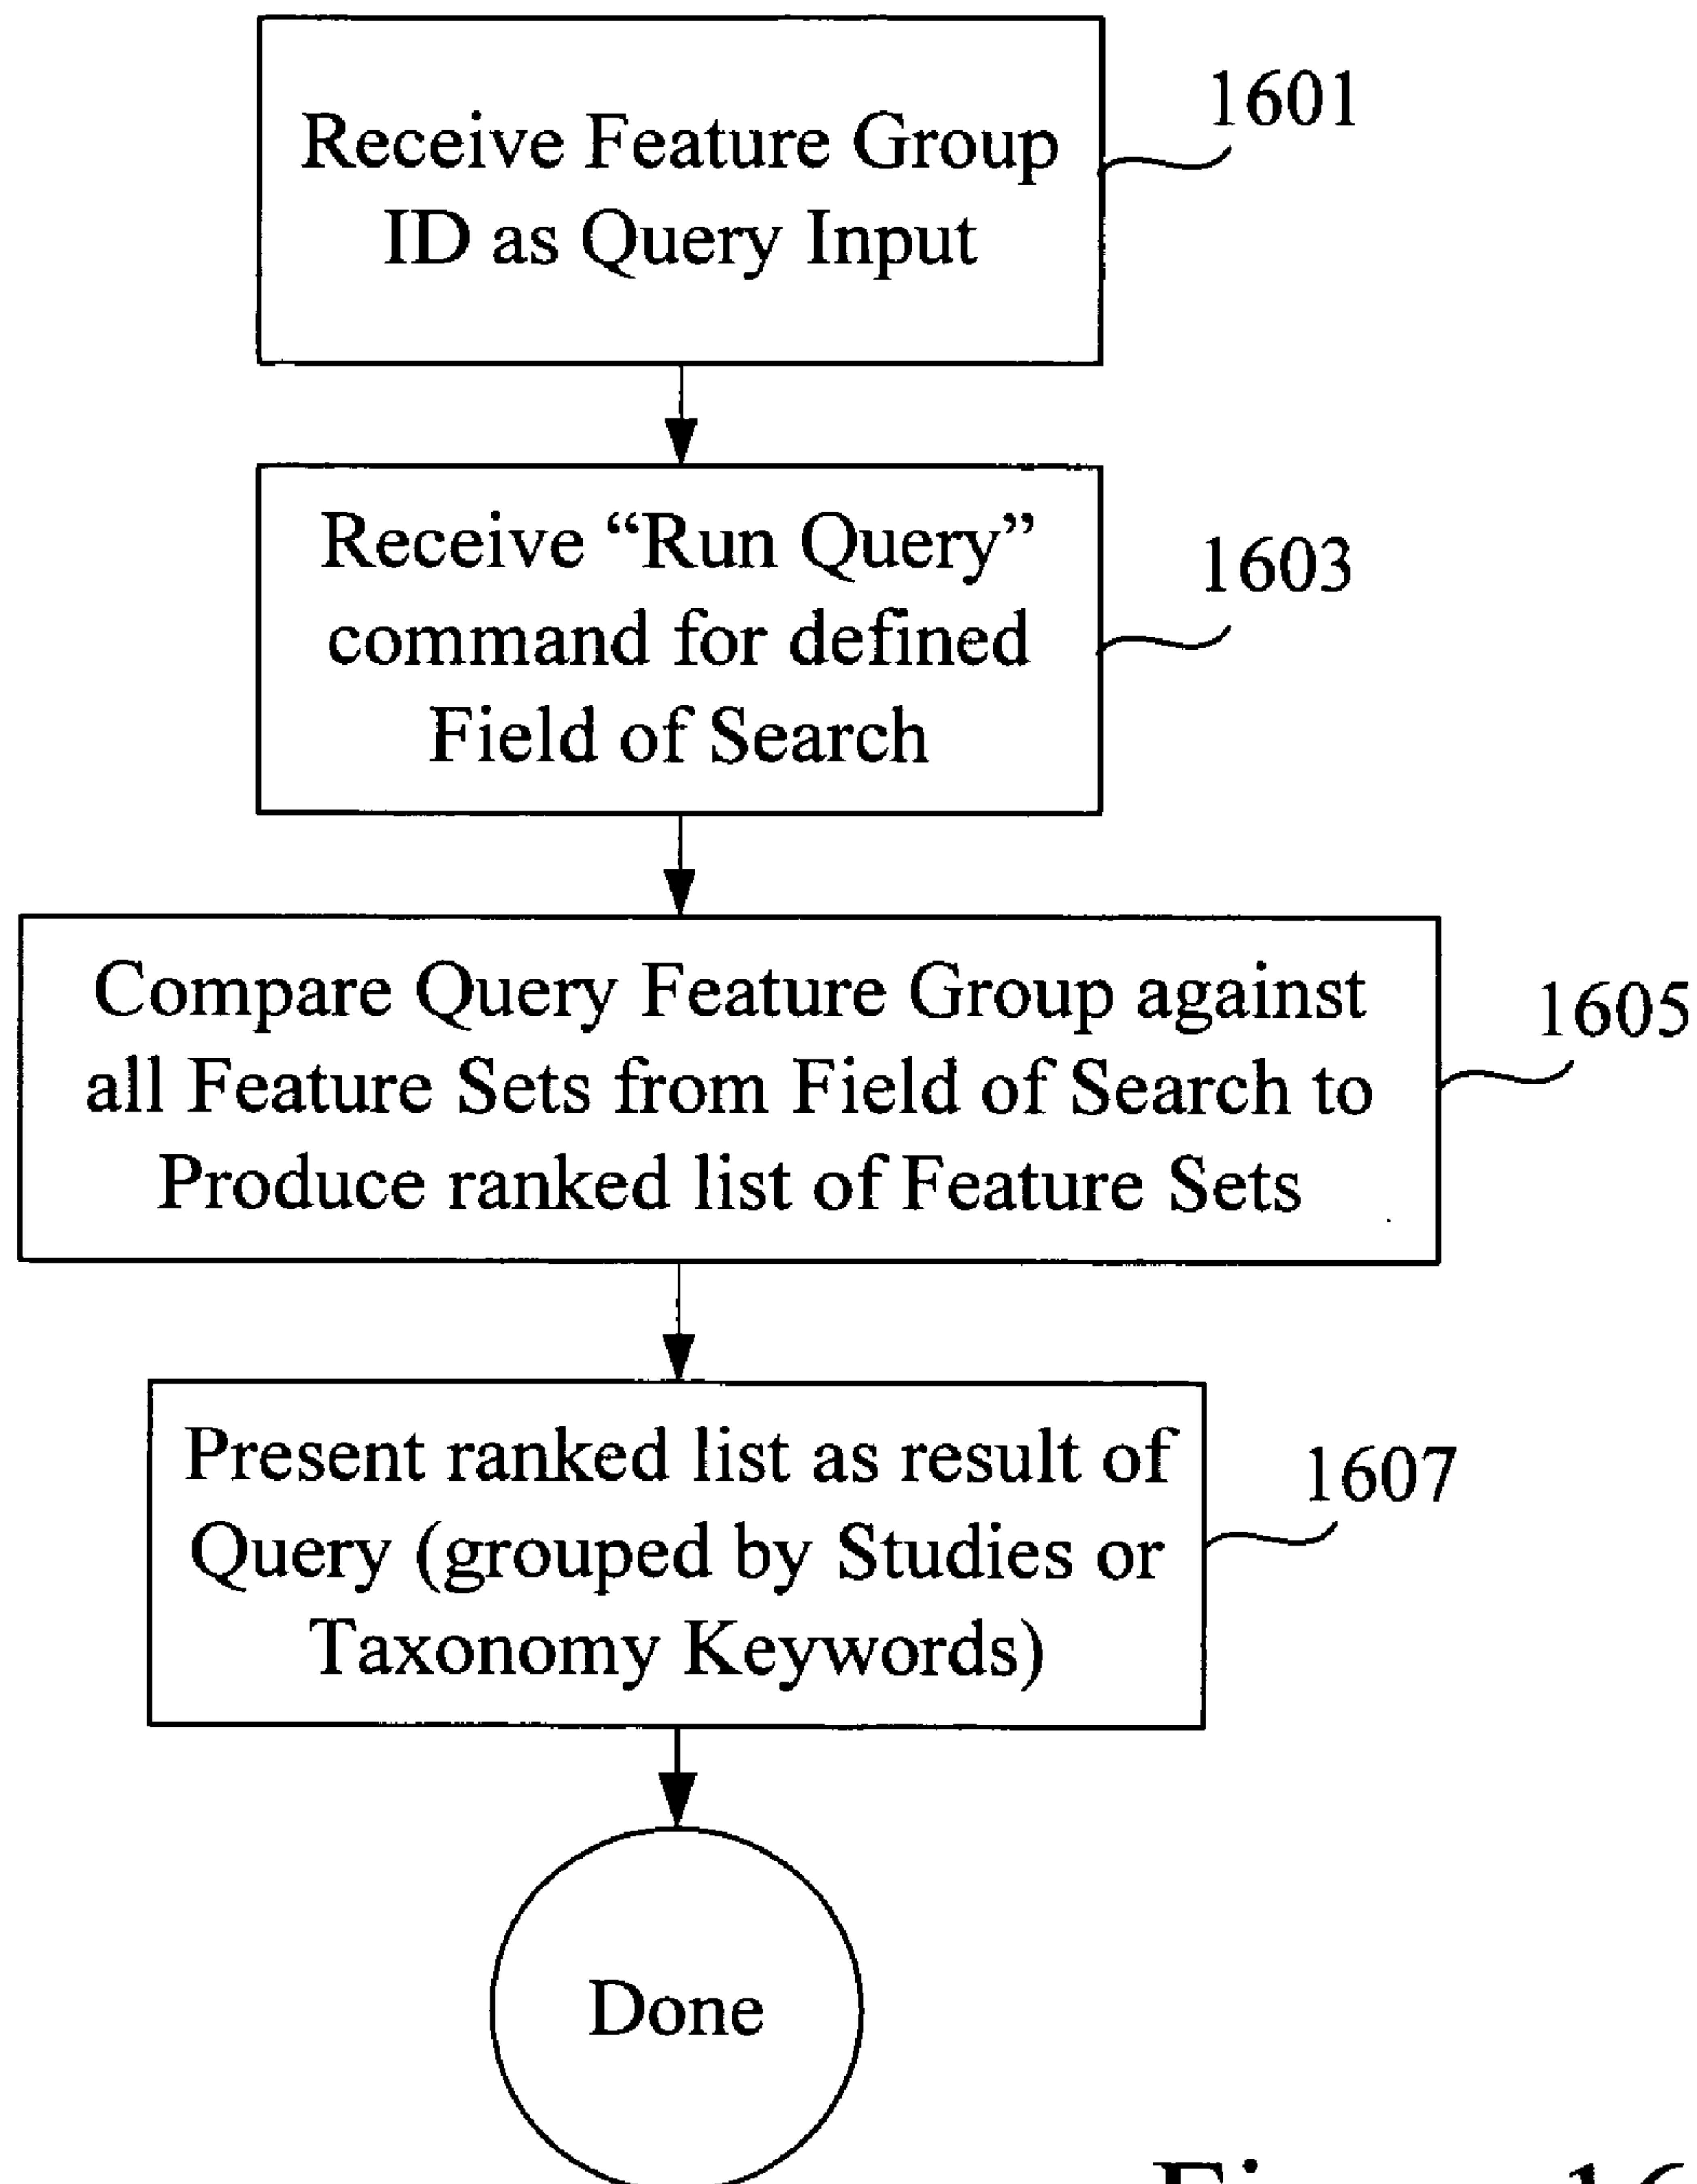 Receive Feature Group
ID as Query Input
1601
Receive “Run Query”
command for defined
Field of Search
1603
Compare Query Feature Group against
all Feature Sets from Field of Search to
Produce ranked list of Feature Sets
1605
Present ranked list as result of
Query (grouped by Studies or
Taxonomy Keywords)
1607
Done